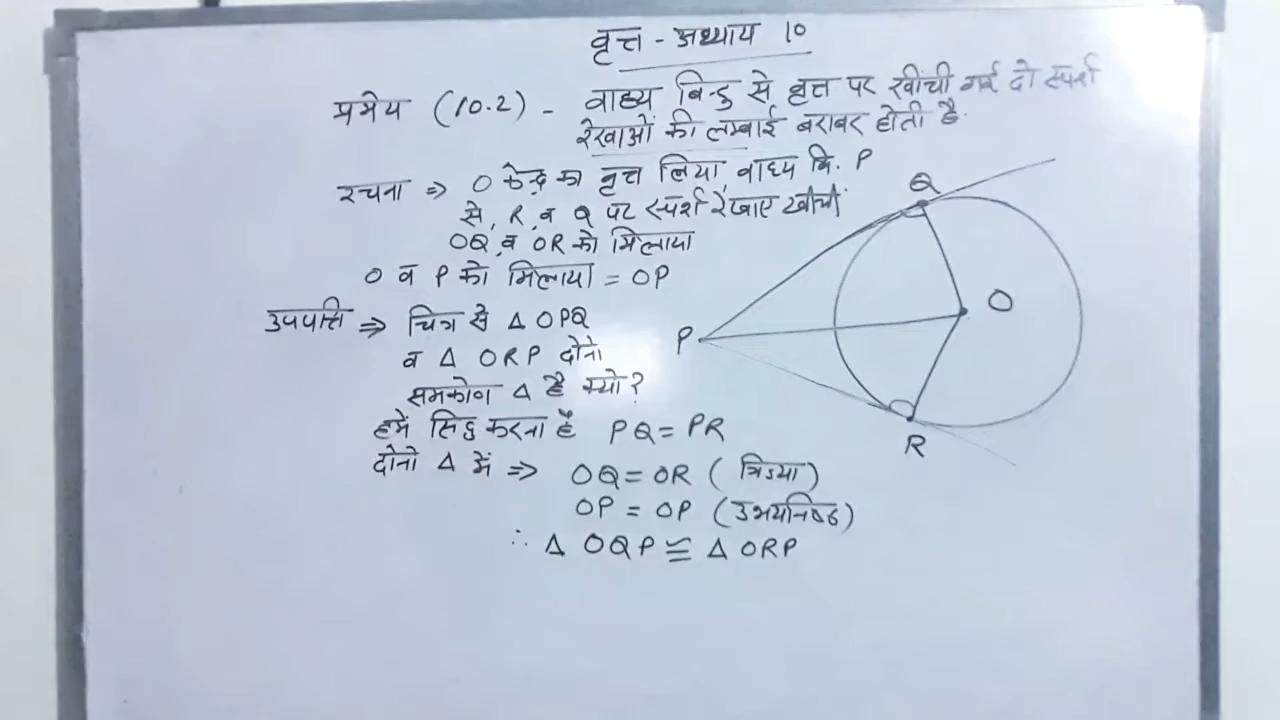 वृत्त - अध्याय 10
प्रमेय (10.2) - वाह्य बिन्दु से वृत्त पर खींची गई दो स्पर्श
रेखाओं की लम्बाई बराबर होती है.
रचना ⇒ O केन्द्र का वृत्त लिया, वाध्य वि. P
से, R, व Q पर स्पर्श रेखाए खींची
OQ, व OR को मिलाया
O व P को मिलाया = OP
उपपत्ति ⇒ चित्र से Δ OPQ
व Δ ORP दोनो
समकोण Δ है क्यो?
हमें सिद्ध करना है PQ = PR
दोनो Δ में ⇒ OQ = OR (त्रिज्या)
OP = OP (उभयनिष्ठ)
∴ Δ OQP ≅ Δ ORP
Q
P
O
R